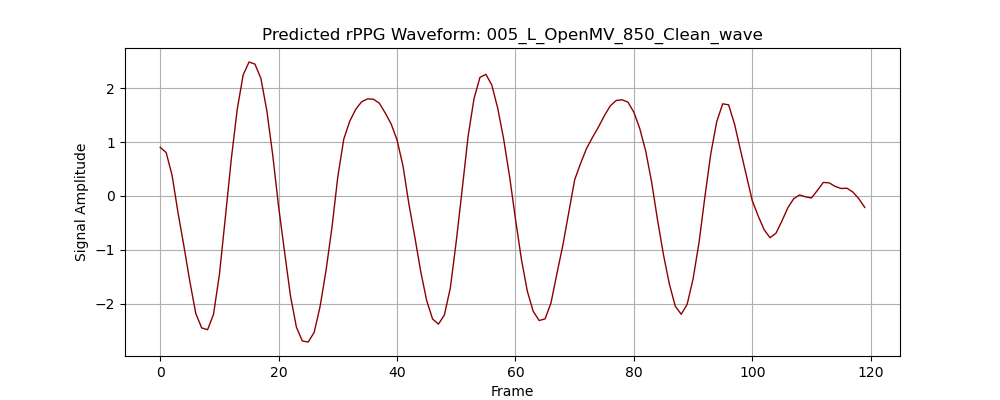 Predicted rPPG Waveform: 005_L_OpenMV_850_Clean_wave
Signal Amplitude
2
1
0
−1
−2
0 20 40 60 80 100 120
Frame